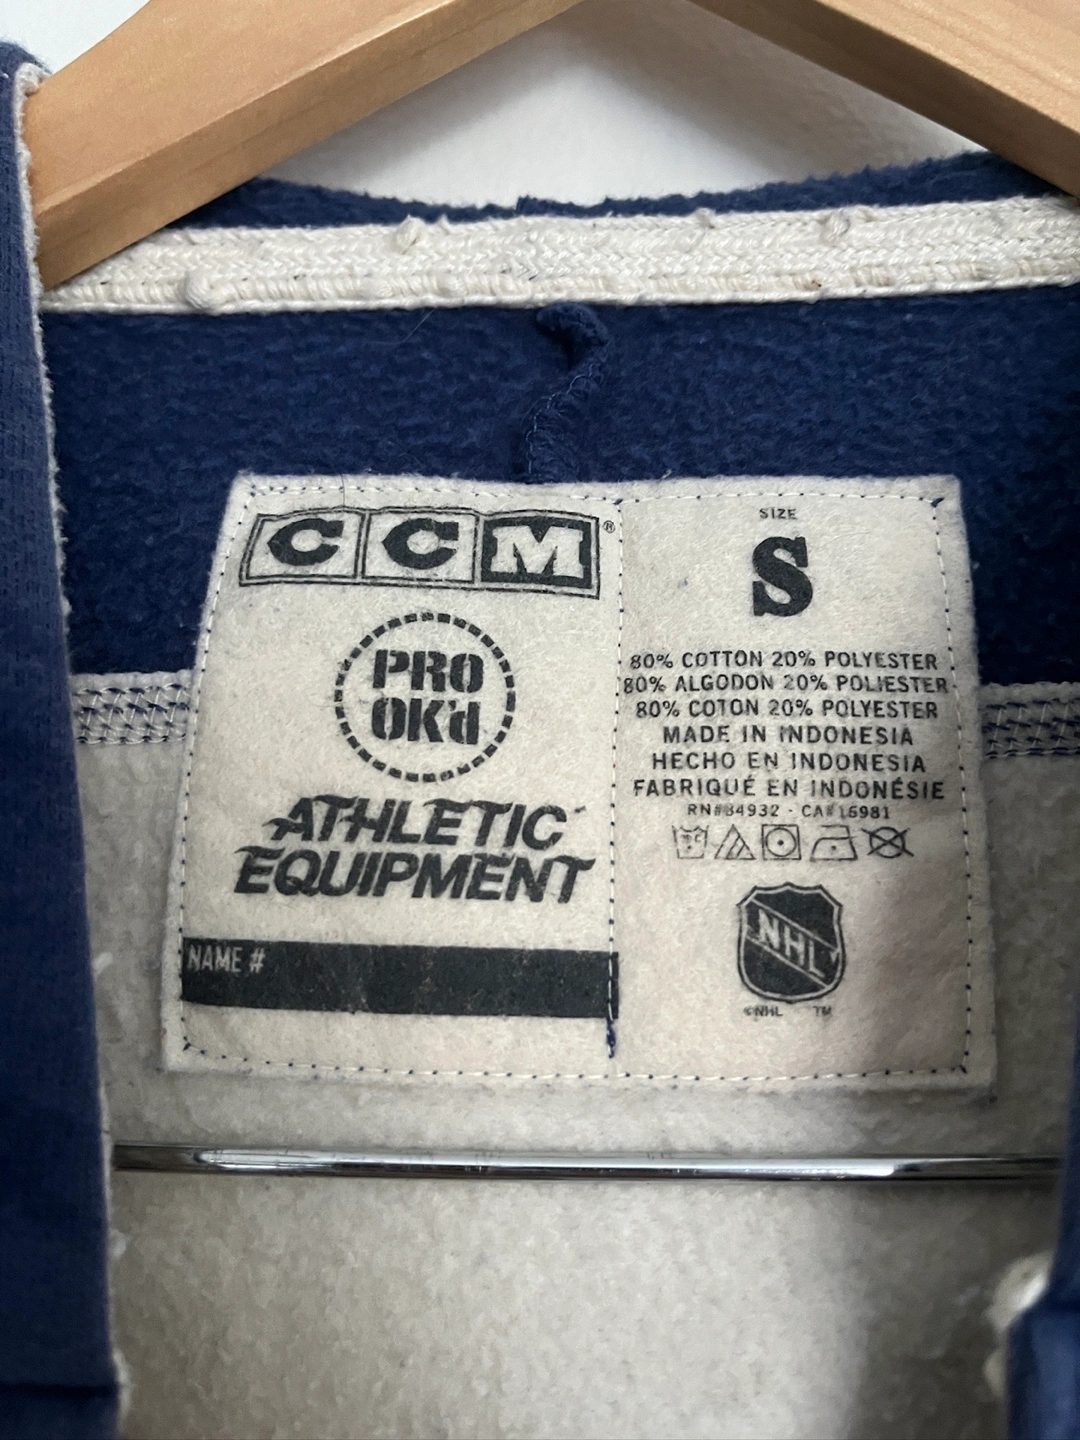 CCM®
PRO
OK'd
ATHLETIC
EQUIPMENT
NAME #
SIZE
S
80% COTTON 20% POLYESTER
80% ALGODON 20% POLIESTER
80% COTON 20% POLYESTER
MADE IN INDONESIA
HECHO EN INDONESIA
FABRIQUÉ EN INDONÉSIE
RN#84932 - CA#16981
NHL
©NHL TM